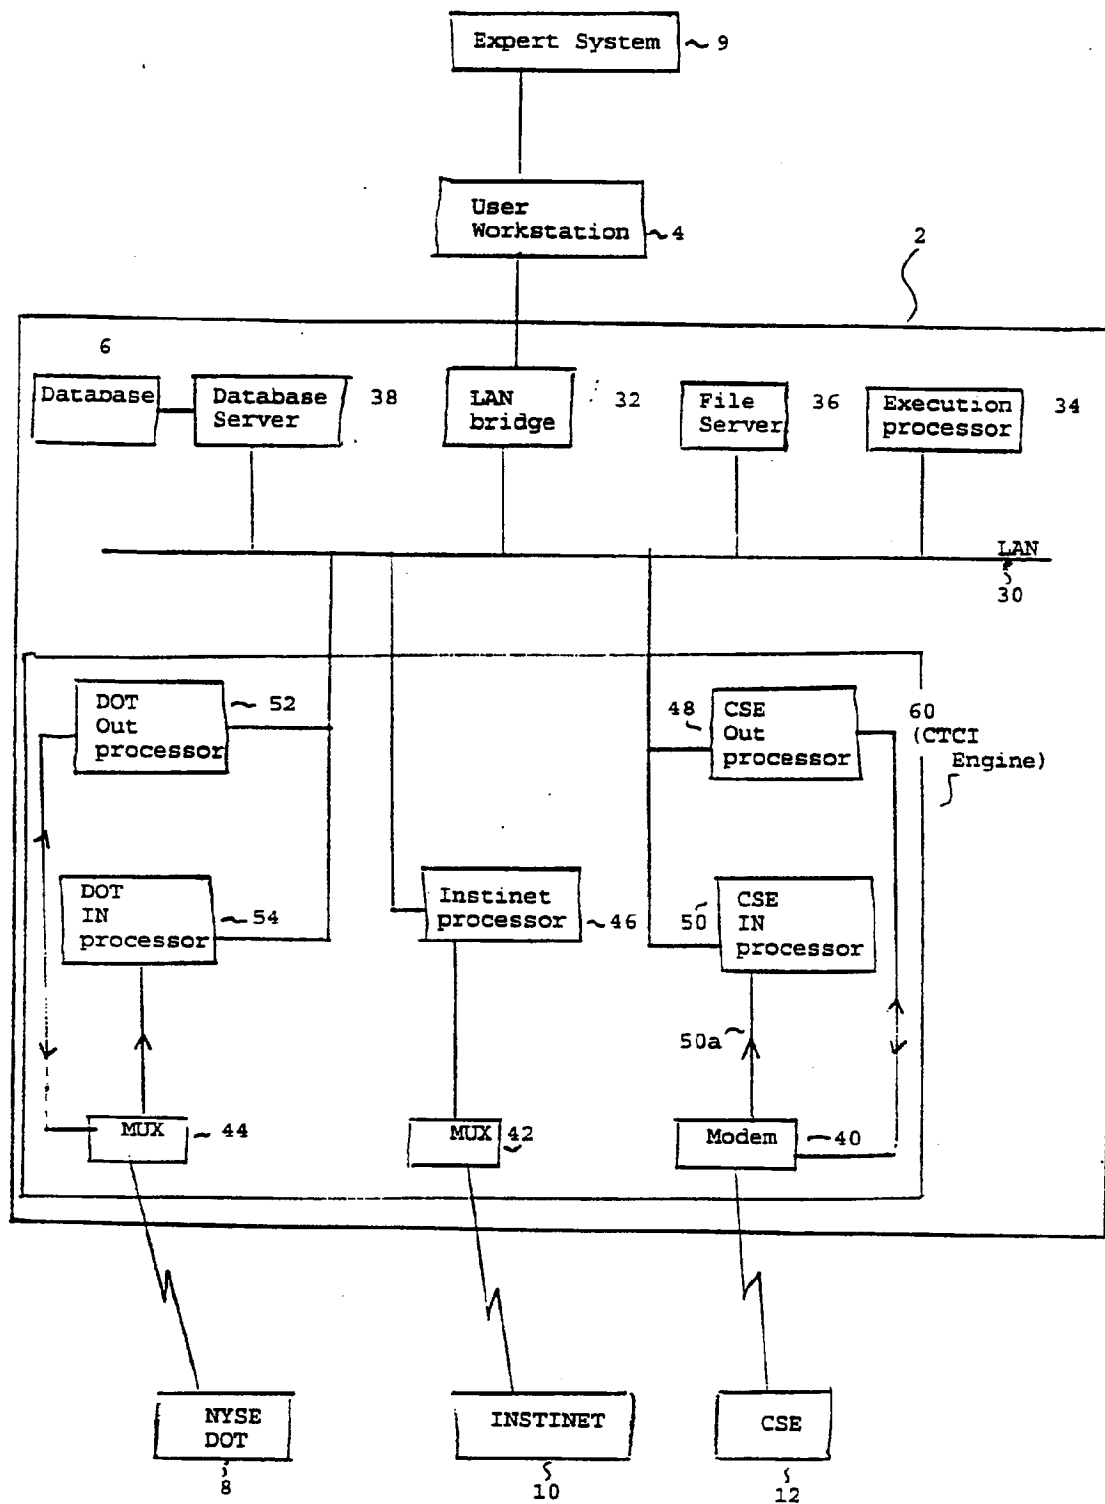 Expert System
9
User
Workstation
4
2
6
Database
Database
Server
38
LAN
bridge
32
File
Server
36
Execution
processor
34
LAN
30
DOT
Out
processor
52
48
CSE
Out
processor
60
(CTCI
Engine)
DOT
IN
processor
54
Instinet
processor
46
50
CSE
IN
processor
50a
MUX
44
MUX
42
Modem
40
NYSE
DOT
8
INSTINET
10
CSE
12